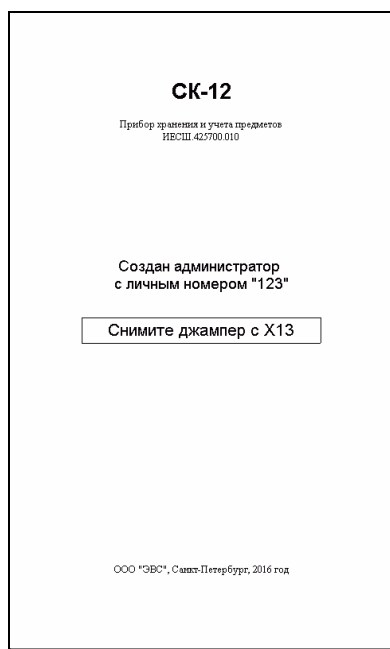 СК-12
Прибор хранения и учета предметов
ИЕСШ.425700.010
Создан администратор
с личным номером "123"
Снимите джампер с X13
ООО "ЭВС", Санкт-Петербург, 2016 год